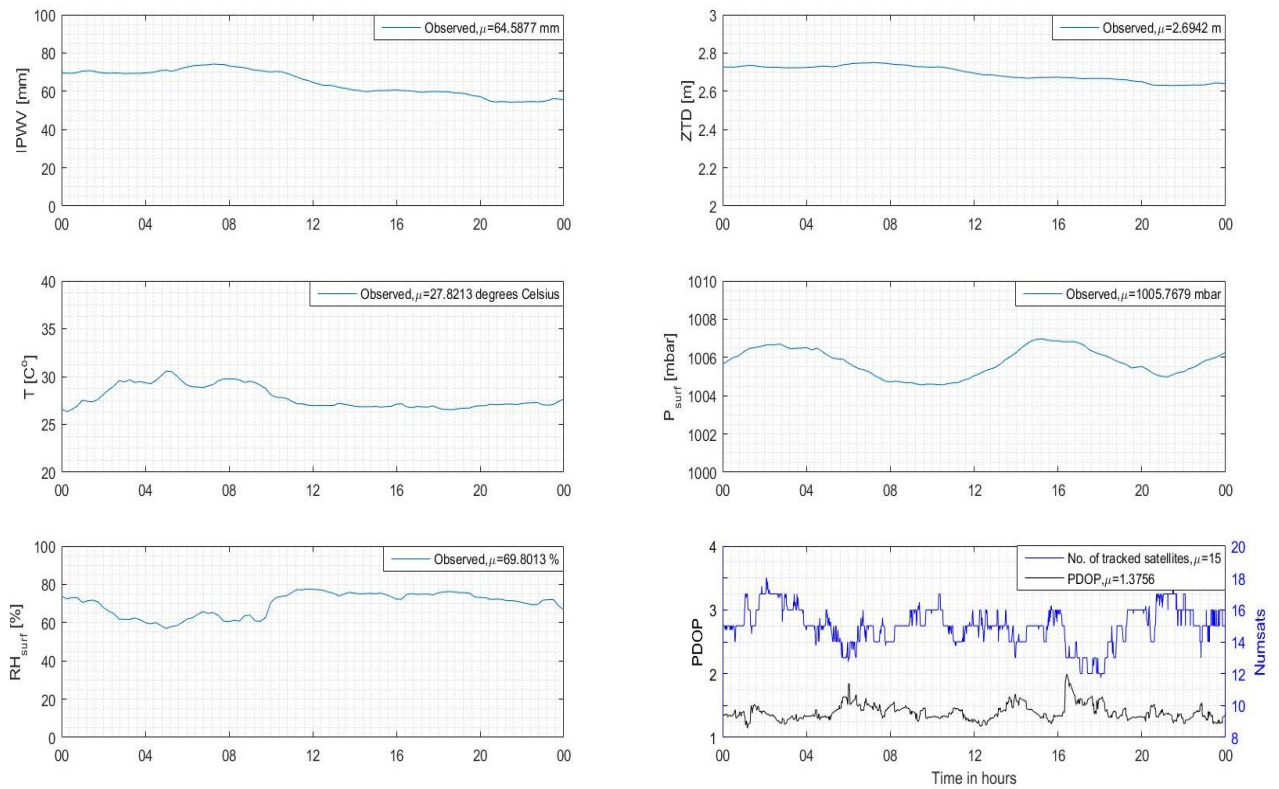 100
80
60
40
20
0
IPWV [mm]
Observed,μ=64.5877 mm
00 04 08 12 16 20 00
3
2.8
2.6
2.4
2.2
2
ZTD [m]
Observed,μ=2.6942 m
00 04 08 12 16 20 00
40
35
30
25
20
T [C°]
Observed,μ=27.8213 degrees Celsius
00 04 08 12 16 20 00
1010
1008
1006
1004
1002
1000
P surf [mbar]
Observed,μ=1005.7679 mbar
00 04 08 12 16 20 00
100
80
60
40
20
0
RH surf [%]
Observed,μ=69.8013 %
00 04 08 12 16 20 00
4
3
2
1
PDOP
No. of tracked satellites,μ=15
PDOP,μ=1.3756
20
18
16
14
12
10
8
Numsats
00 04 08 12 16 20 00
Time in hours